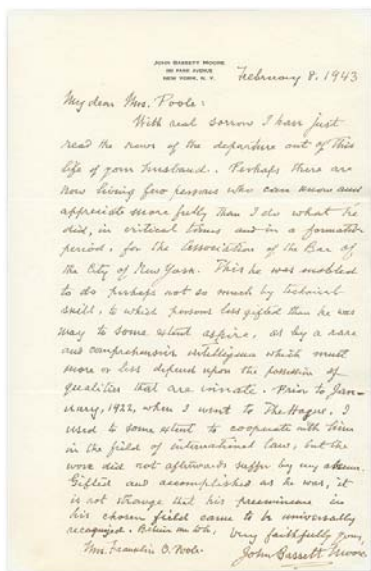 JOHN BASSETT MOORE
PARK AVENUE
NEW YORK, N. Y.
February 8, 1943
My dear Mrs. Poole:
With real sorrow I have just
read the news of the departure out of this
life of your husband. Perhaps there are
now living few persons who can know and
appreciate more fully than I do what he
did, in critical times and in a formative
period, for the Association of the Bar of
the City of New York. This he was enabled
to do perhaps not so much by technical
skill, to which persons less gifted than he was
may to some extent aspire, as by a rare
and comprehensive intelligence which must
more or less depend upon the possession of
qualities that are innate. Prior to Jan-
uary, 1922, when I went to The Hague, I
used to some extent to cooperate with him
in the field of international law, but the
work did not afterwards suffer by my absence.
Gifted and accomplished as he was, it
is not strange that his preeminence in
his chosen field came to be universally
recognized. Believe me to be,
Very faithfully yours,
John Bassett Moore
Mrs. Franklin O. Poole